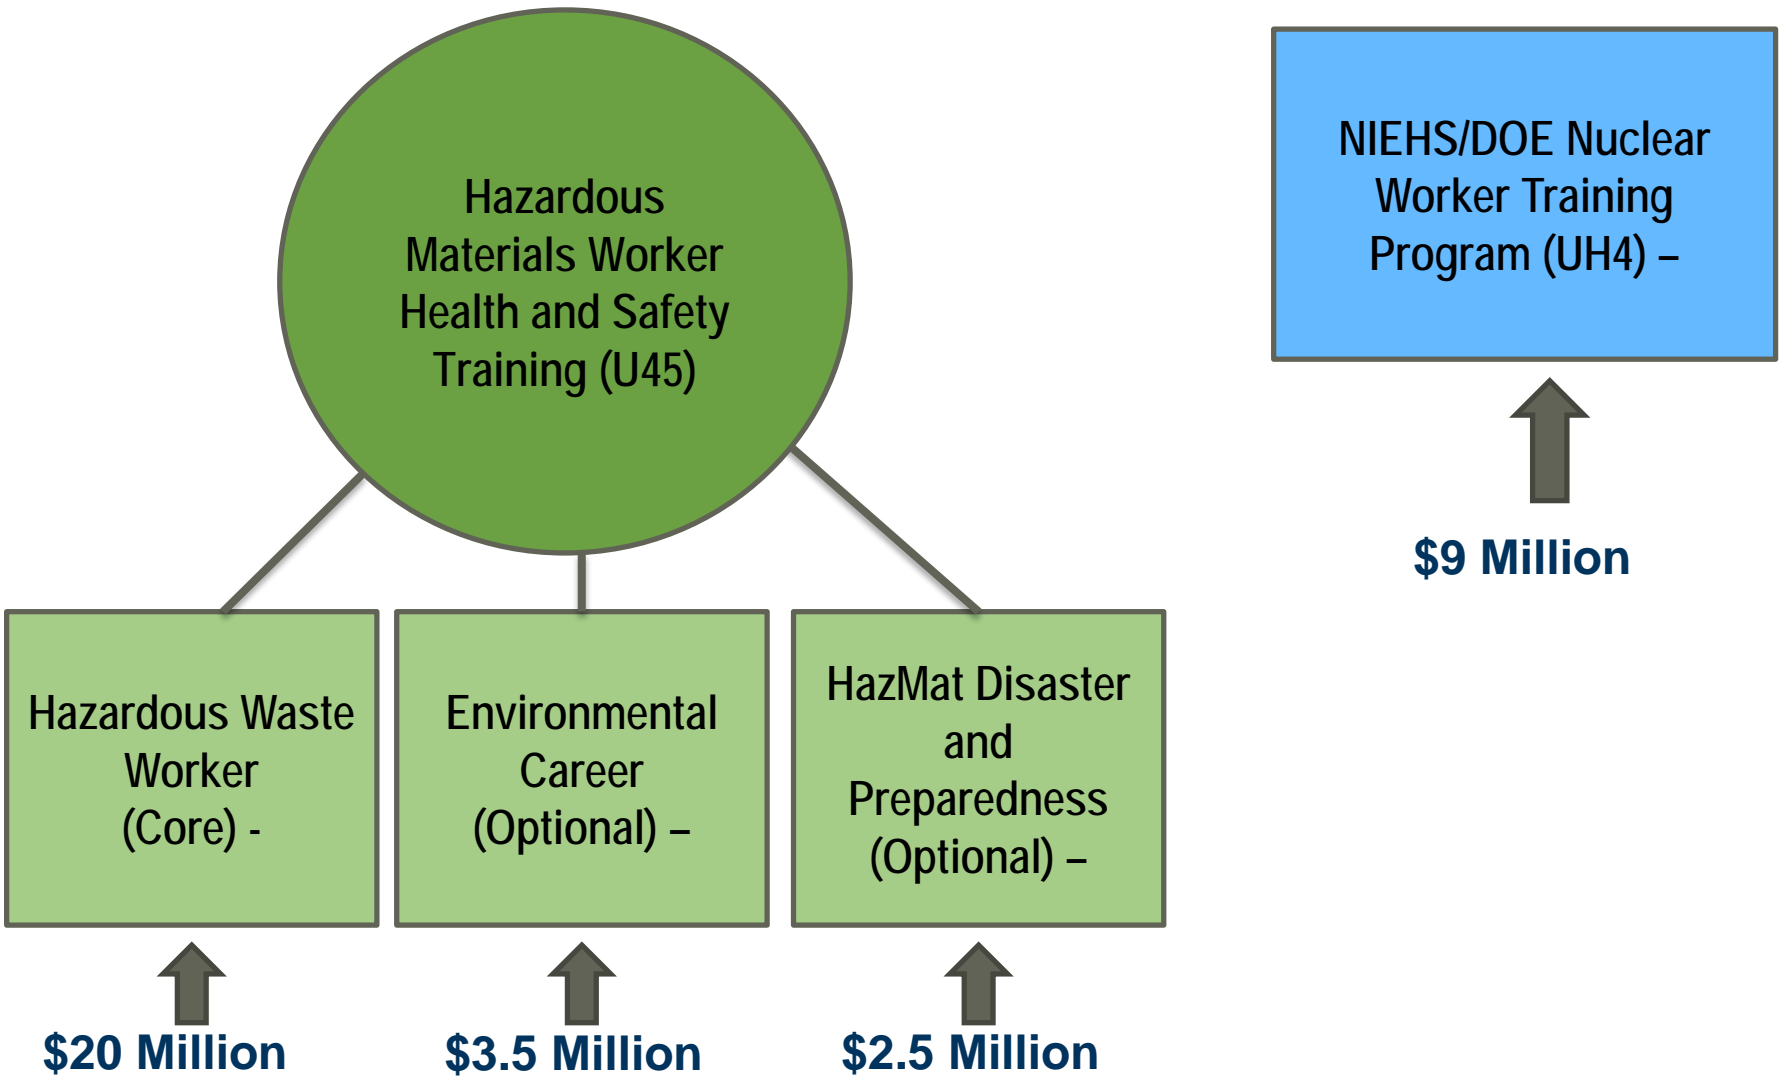 Hazardous
Materials Worker
Health and Safety
Training (U45)
NIEHS/DOE Nuclear
Worker Training
Program (UH4) –
$9 Million
Hazardous Waste
Worker
(Core) -
Environmental
Career
(Optional) –
HazMat Disaster
and
Preparedness
(Optional) –
$20 Million
$3.5 Million
$2.5 Million